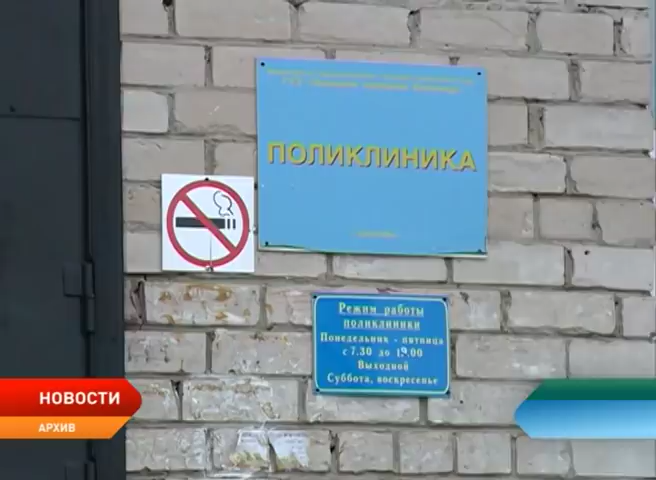 ПОЛИКЛИНИКА
Режим работы
поликлиники
Понедельник - пятница
с 7.30 до 19.00
Выходной
Суббота, воскресенье
НОВОСТИ
АРХИВ